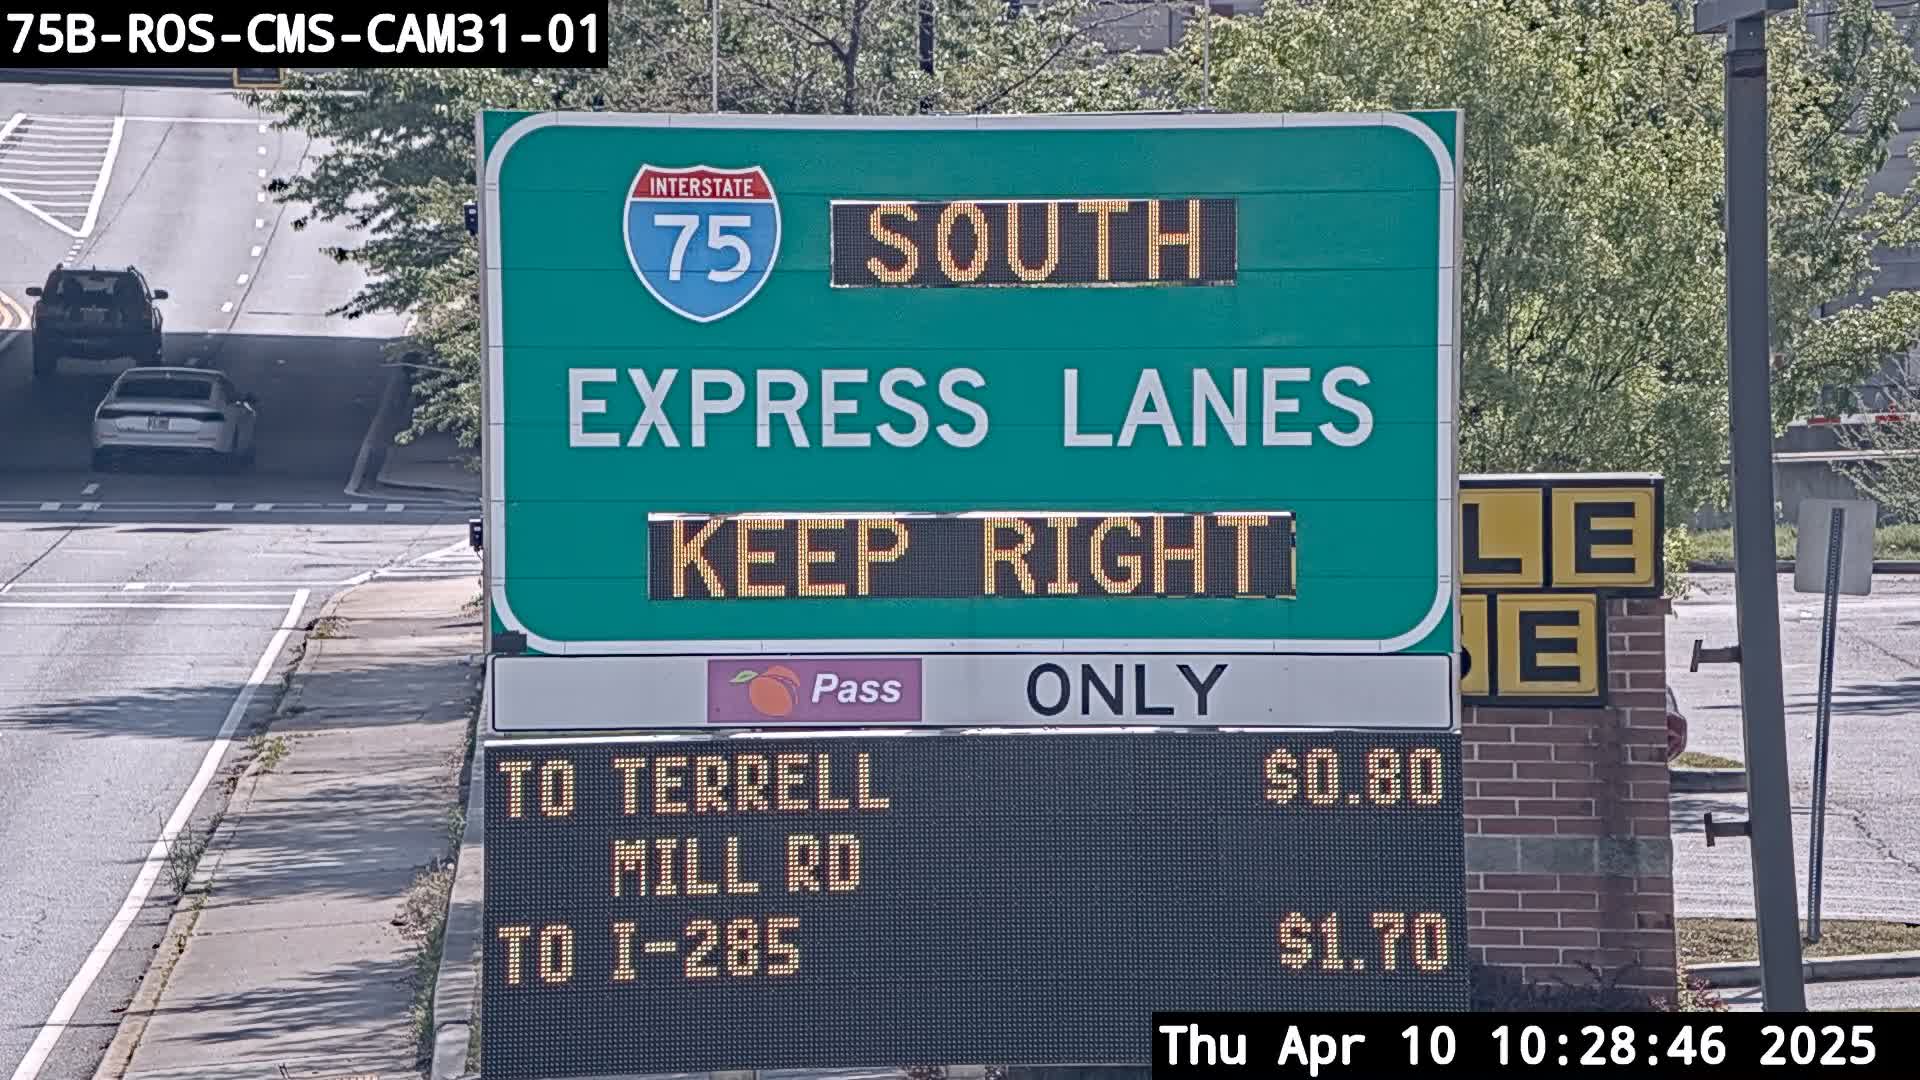 75B-ROS-CMS-CAM31-01
INTERSTATE
75
SOUTH
EXPRESS LANES
KEEP RIGHT
Pass ONLY
TO TERRELL $0.80
MILL RD
TO I-285 $1.70
LE
E
Thu Apr 10 10:28:46 2025